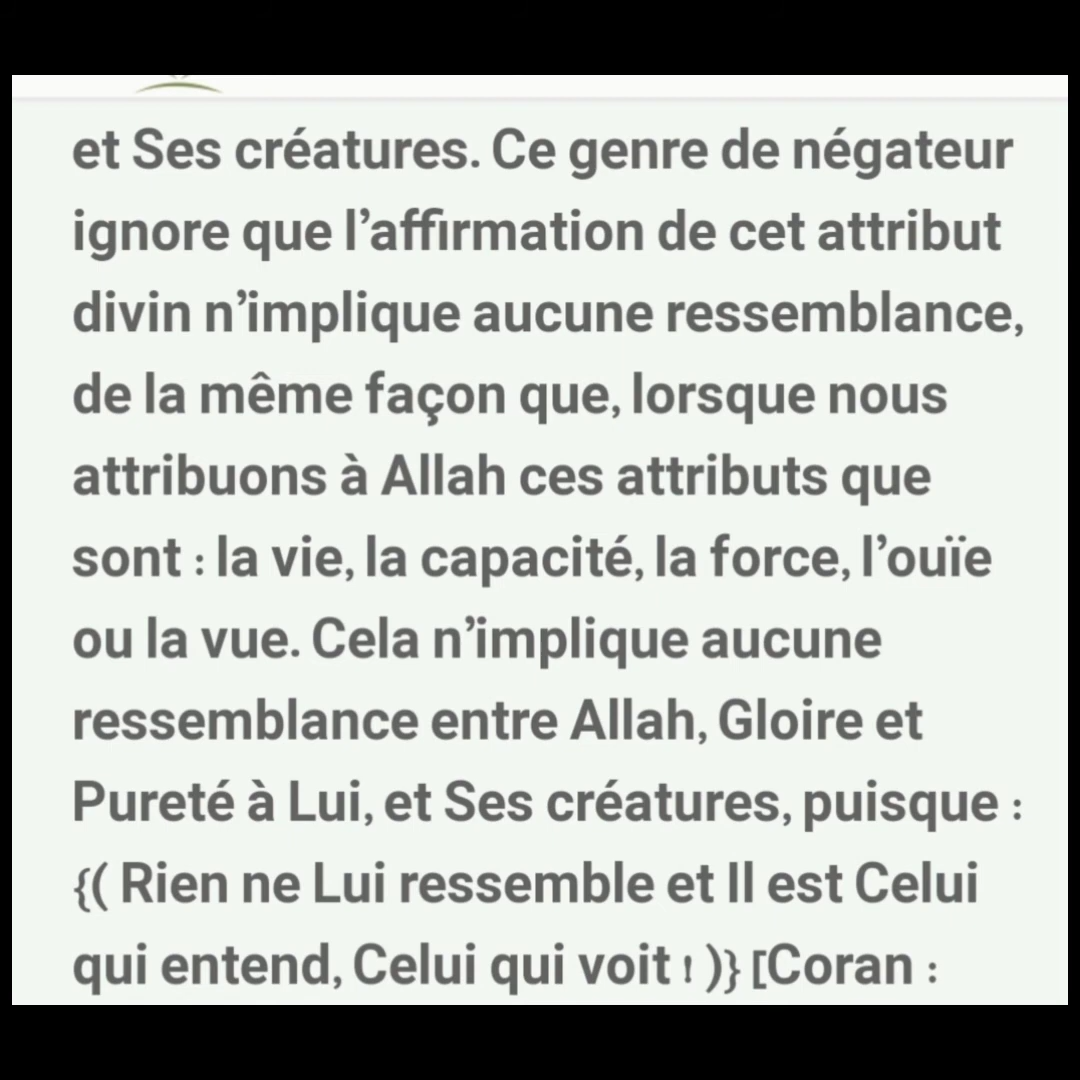 et Ses créatures. Ce genre de négateur
ignore que l’affirmation de cet attribut
divin n’implique aucune ressemblance,
de la même façon que, lorsque nous
attribuons à Allah ces attributs que
sont : la vie, la capacité, la force, l’ouïe
ou la vue. Cela n’implique aucune
ressemblance entre Allah, Gloire et
Pureté à Lui, et Ses créatures, puisque :
{( Rien ne Lui ressemble et Il est Celui
qui entend, Celui qui voit ! )} [Coran :